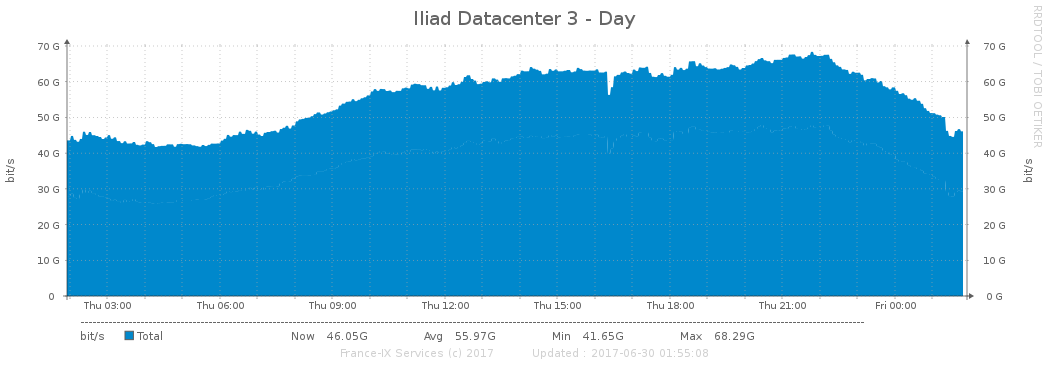 Iliad Datacenter 3 - Day
RRDTOOL / TOBI OETIKER
bit/s
bit/s
70 G 70 G
60 G 60 G
50 G 50 G
40 G 40 G
30 G 30 G
20 G 20 G
10 G 10 G
0 0 G
Thu 03:00 Thu 06:00 Thu 09:00 Thu 12:00 Thu 15:00 Thu 18:00 Thu 21:00 Fri 00:00
bit/s Total Now 46.05G Avg 55.97G Min 41.65G Max 68.29G
France-IX Services (c) 2017 Updated : 2017-06-30 01:55:08